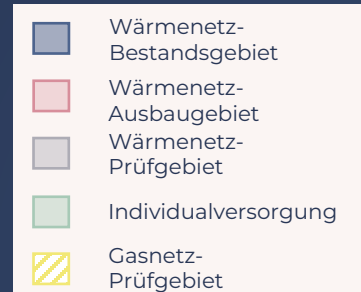 Wärmenetz-
Bestandsgebiet
Wärmenetz-
Ausbaugebiet
Wärmenetz-
Prüfgebiet
Individualversorgung
Gasnetz-
Prüfgebiet